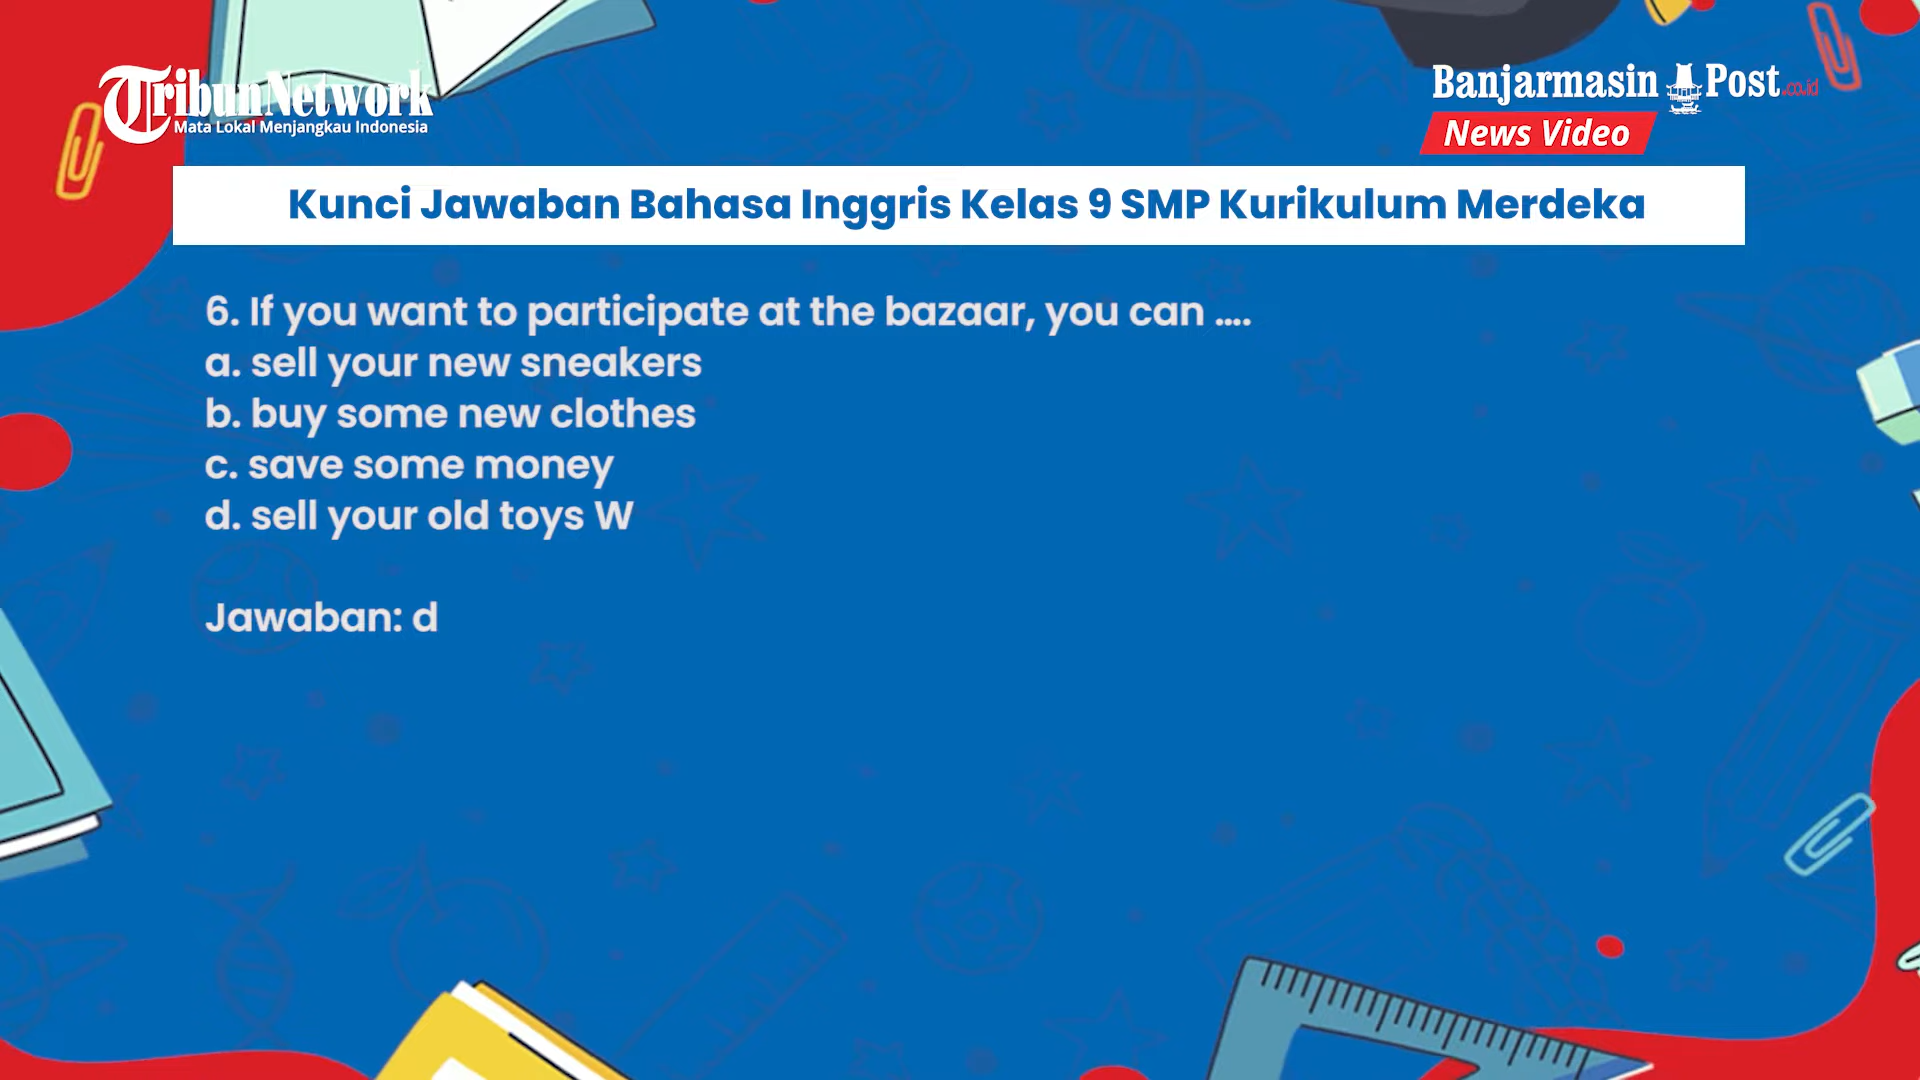 TribunNetwork
Mata Lokal Menjangkau Indonesia
Banjarmasin Post.co.id
News Video
Kunci Jawaban Bahasa Inggris Kelas 9 SMP Kurikulum Merdeka
6. If you want to participate at the bazaar, you can ....
a. sell your new sneakers
b. buy some new clothes
c. save some money
d. sell your old toys W
Jawaban: d